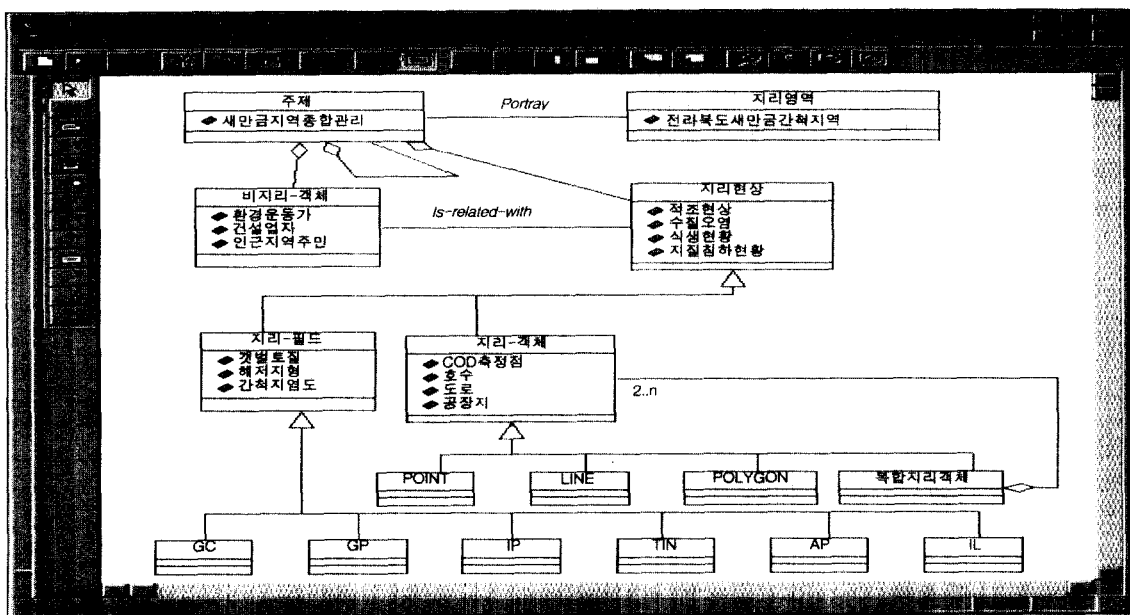 주제
새만금지역종합관리
Portray
지리영역
전라북도새만금간척지역
비지리-객체
환경운동가
건설업자
인근지역주민
Is-related-with
지리현상
적조현상
수질오염
식생현황
지질침하현황
지리-필드
갯벌토질
해저지형
간척지염도
지리-객체
COD측정점
호수
도로
공장지
2..n
POINT
LINE
POLYGON
복합지리객체
GC
GP
IP
TIN
AP
IL